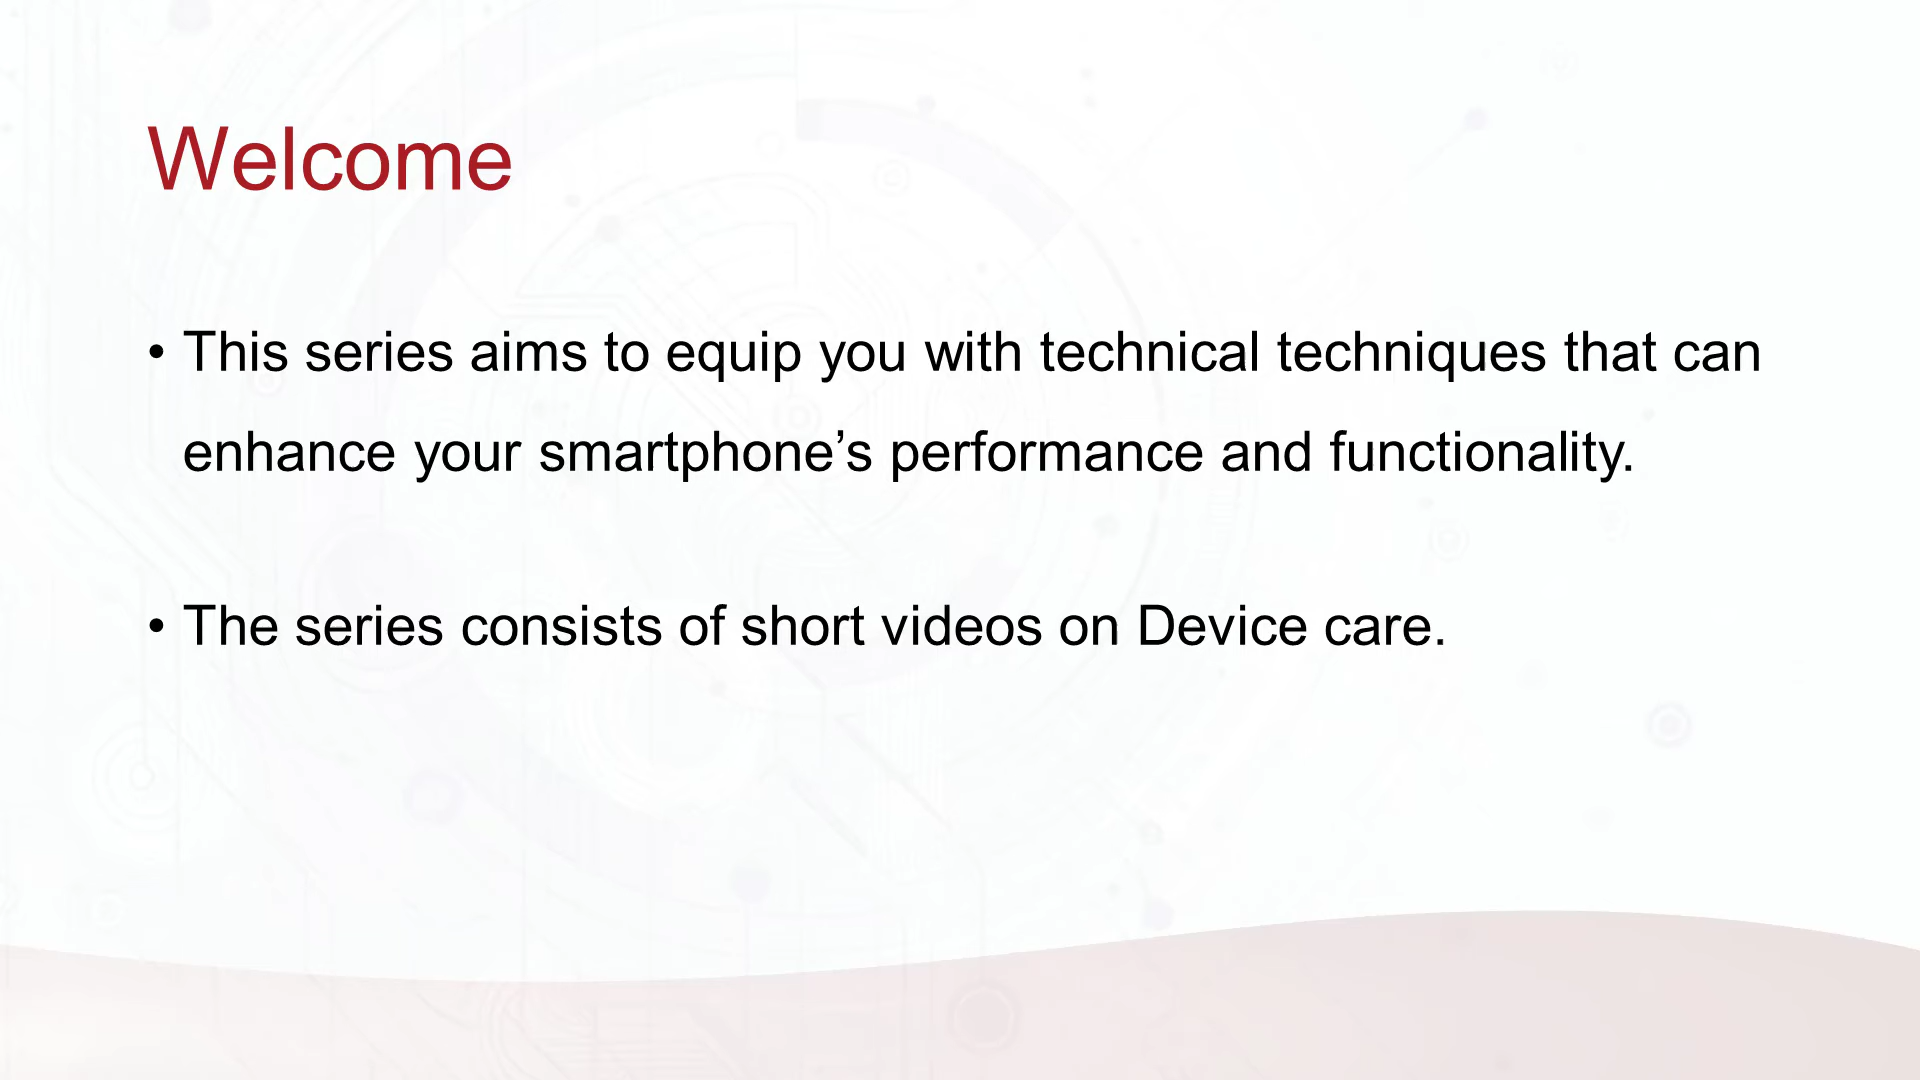 Welcome
• This series aims to equip you with technical techniques that can
enhance your smartphone’s performance and functionality.
• The series consists of short videos on Device care.